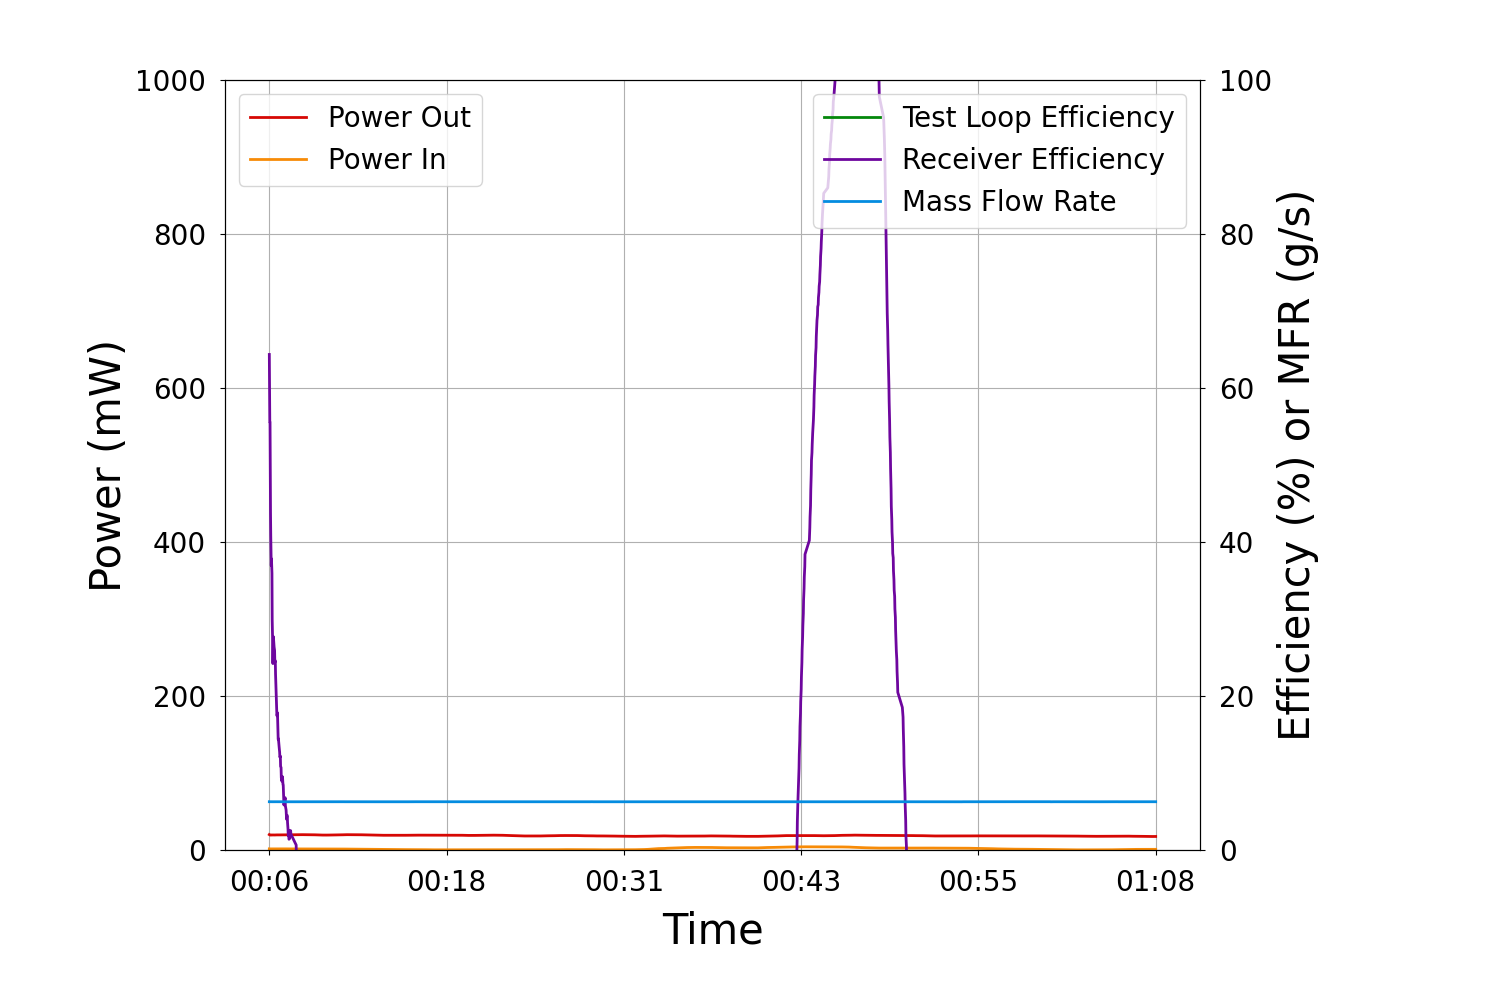 1000
800
600
400
200
0
Power (mW)
Power Out
Power In
Test Loop Efficiency
Receiver Efficiency
Mass Flow Rate
100
80
60
40
20
0
Efficiency (%) or MFR (g/s)
00:06 00:18 00:31 00:43 00:55 01:08
Time